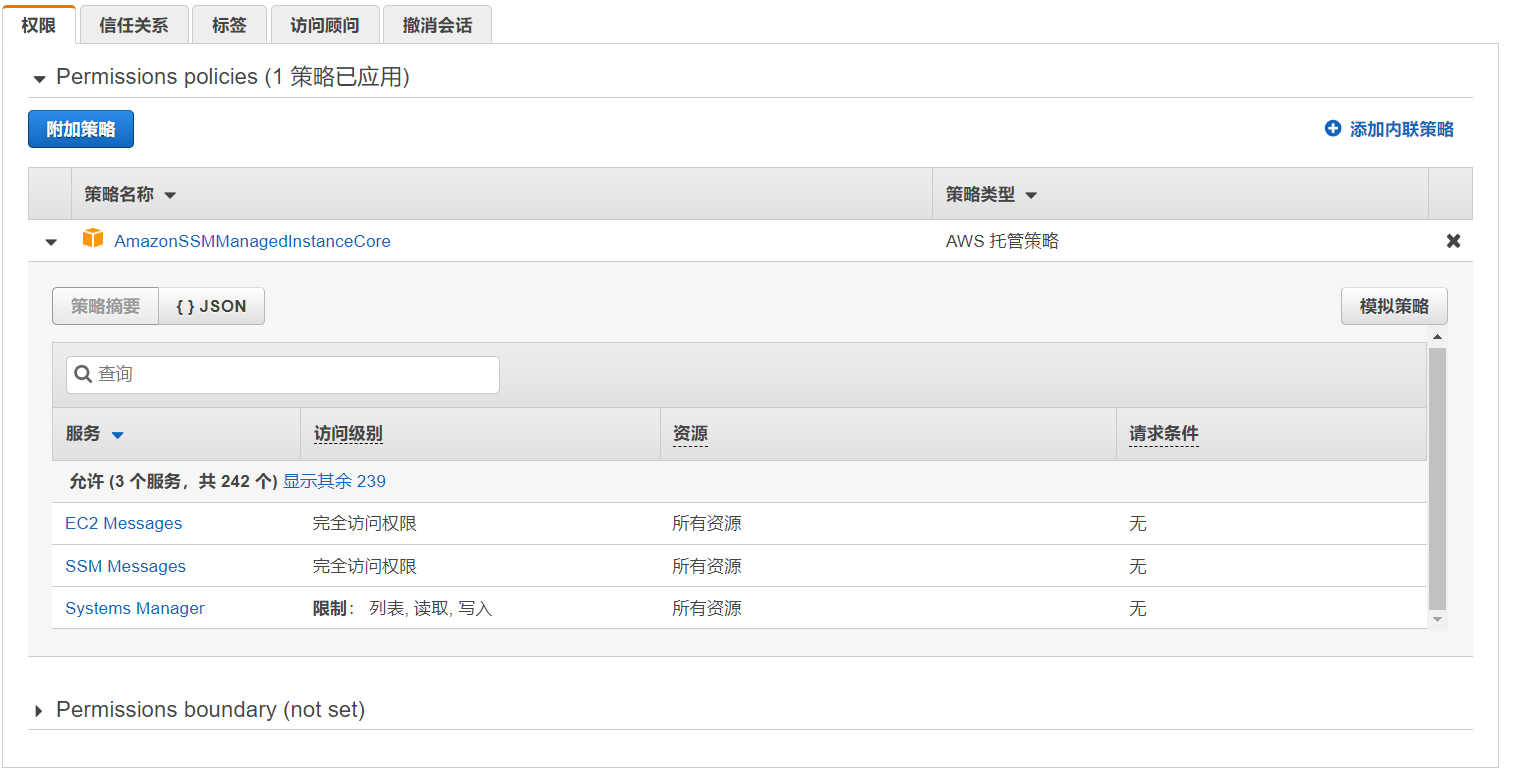 权限 信任关系 标签 访问顾问 撤消会话
Permissions policies (1 策略已应用)
附加策略 添加内联策略
策略名称 策略类型
AmazonSSMManagedInstanceCore AWS 托管策略
策略摘要 { } JSON 模拟策略
查询
服务 访问级别 资源 请求条件
允许 (3 个服务，共 242 个) 显示其余 239
EC2 Messages 完全访问权限 所有资源 无
SSM Messages 完全访问权限 所有资源 无
Systems Manager 限制： 列表, 读取, 写入 所有资源 无
Permissions boundary (not set)